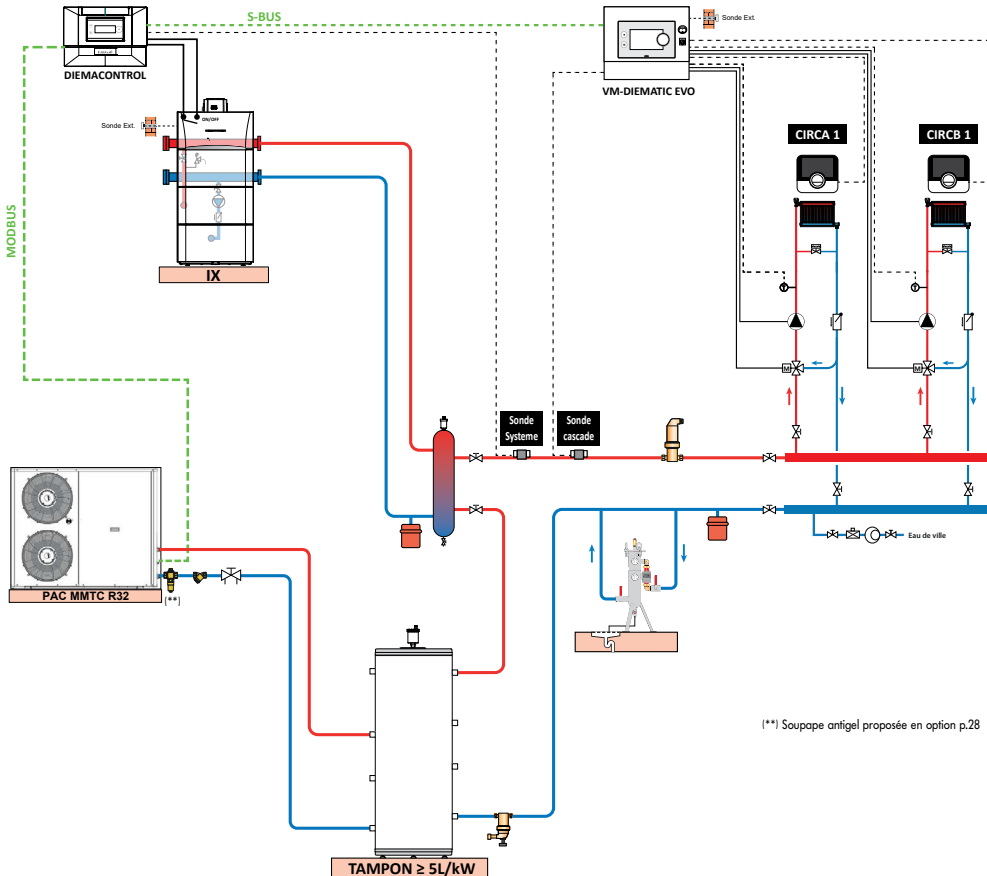 S-BUS
Sonde Ext.
DIEMACONTROL
VM-DIEMATIC EVO
ON/OFF
Sonde Ext.
CIRCA 1
CIRCB 1
MODBUS
IX
M
M
Sonde
Systeme
Sonde
cascade
Eau de ville
PAC MMTC R32
(**)
(**) Soupape antigel proposée en option p.28
TAMPON ≥ 5L/kW